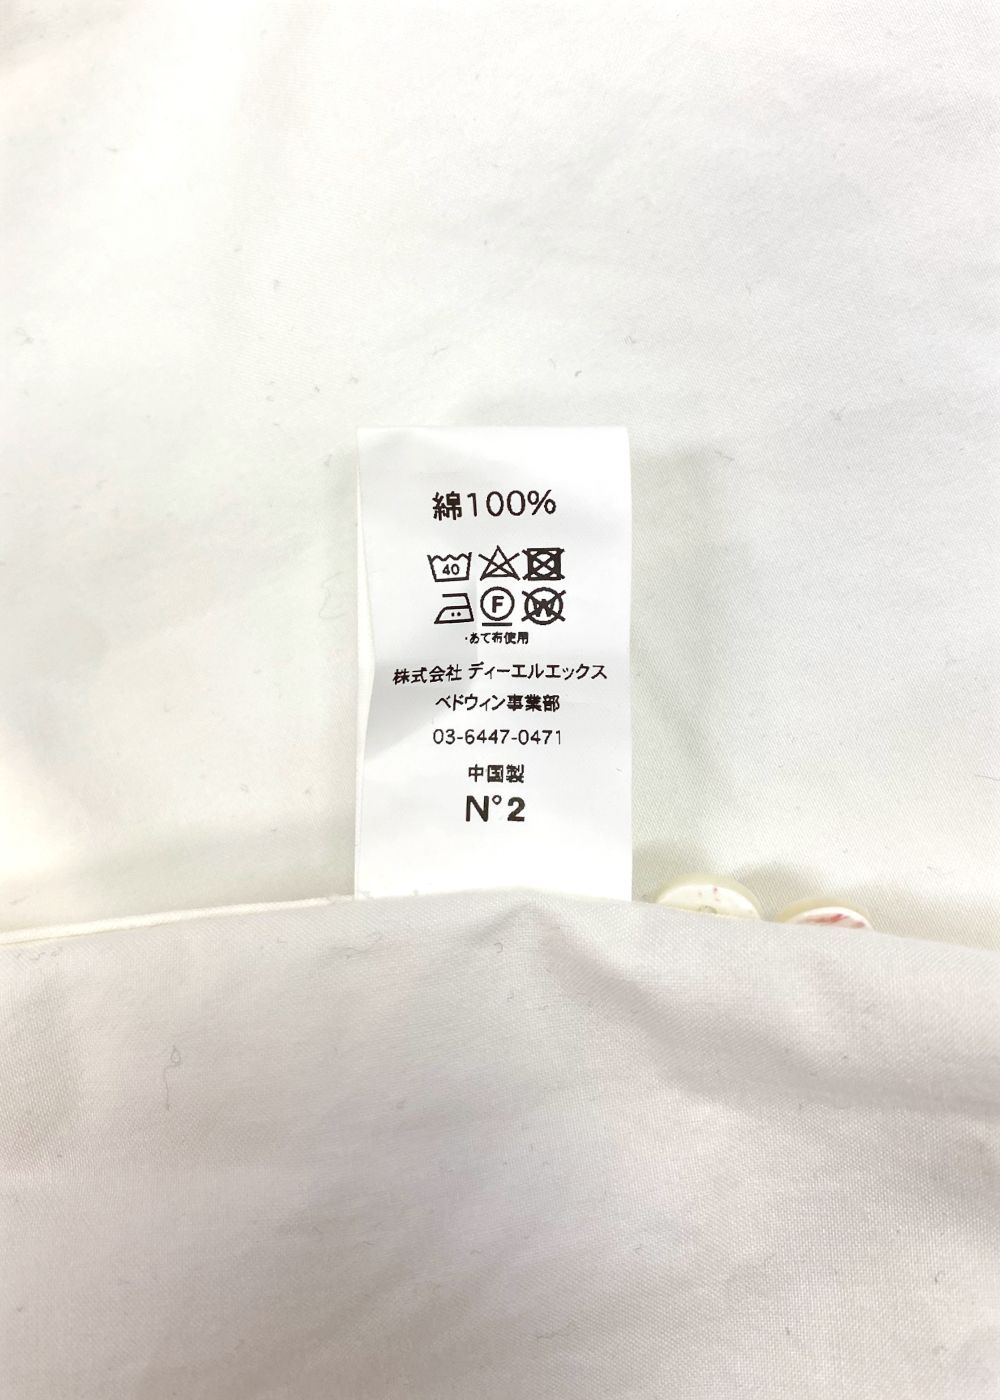 綿100%
40
F W
・あて布使用
株式会社 ディーエルエックス
ベドウィン事業部
03-6447-0471
中国製
N°2